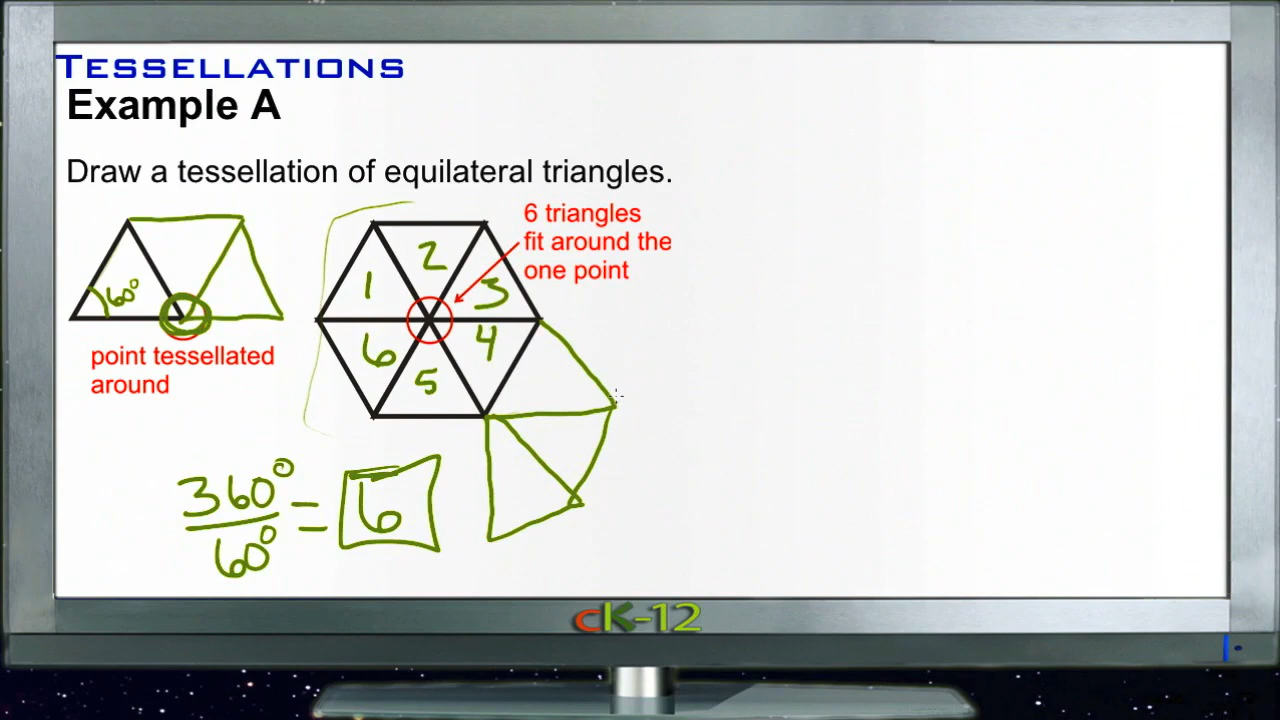 TESSELLATIONS
Example A
Draw a tessellation of equilateral triangles.
60°
point tessellated
around
1
2
3
4
5
6
6 triangles
fit around the
one point
360°
60°
= 6
cK-12